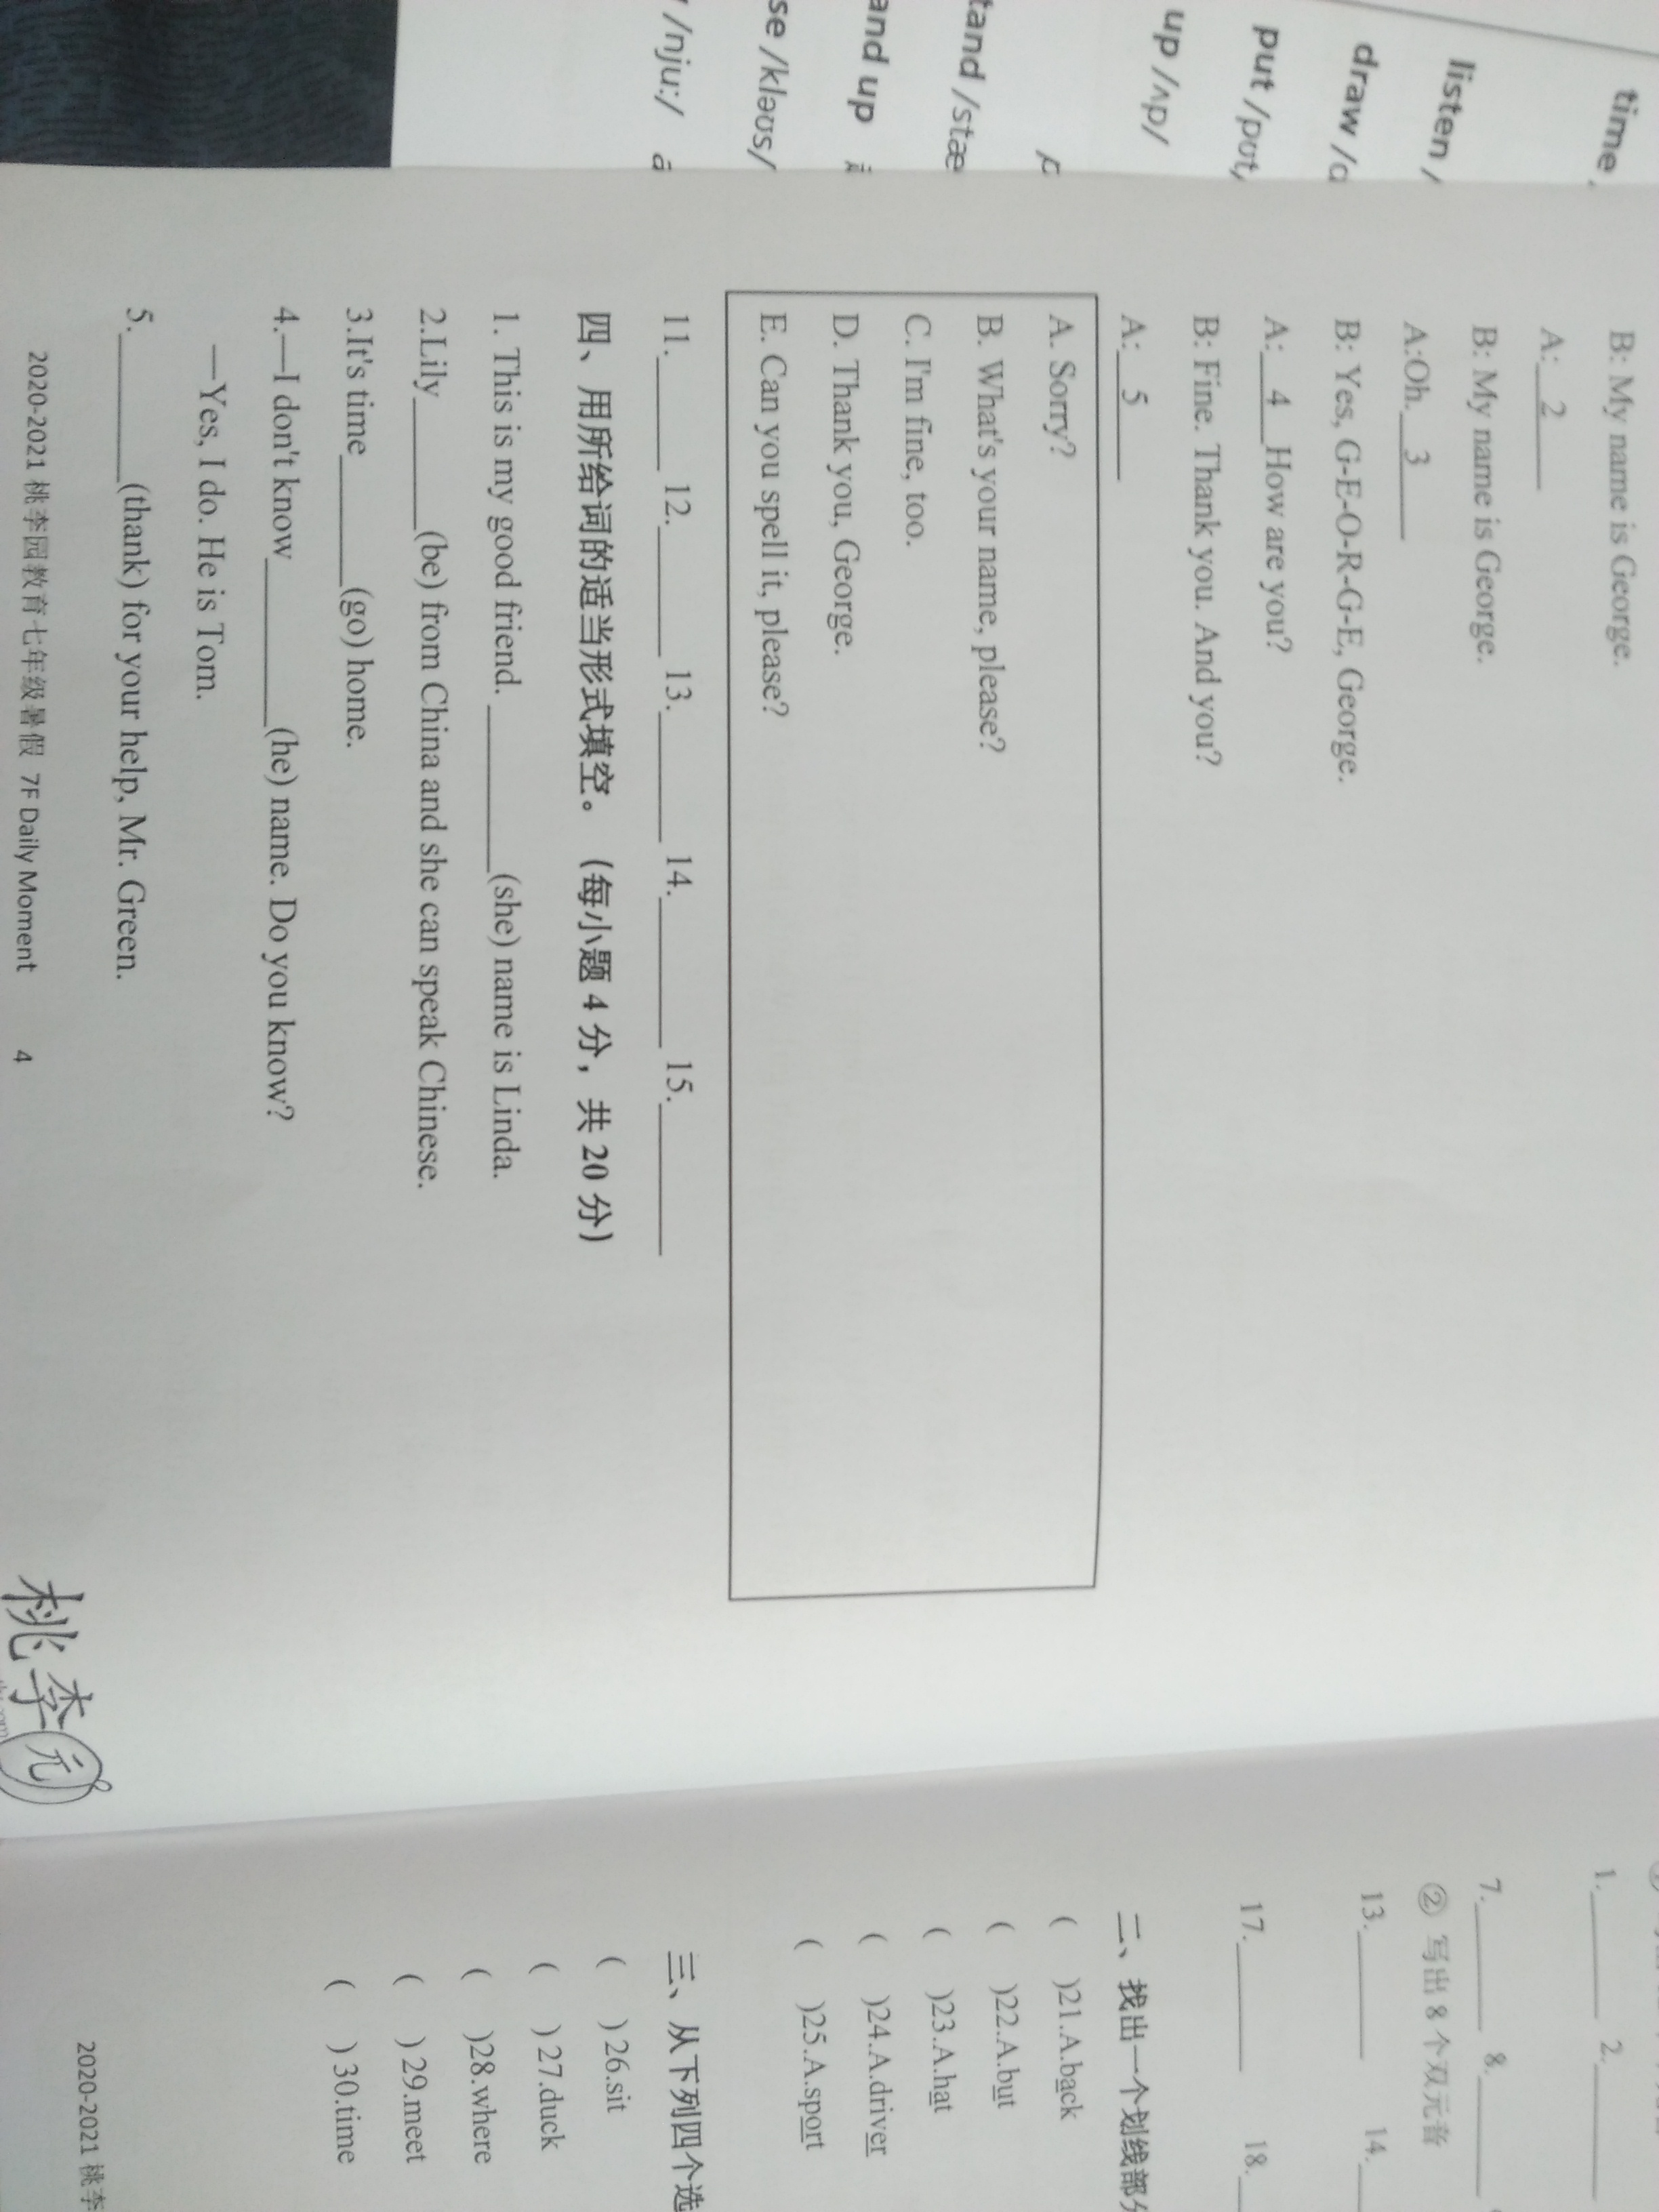 time
listen /
draw /
put /pʊt/
up /ʌp/
tand /stæ
and up
se /kləʊs/
/njuː/
B: My name is George.
A: 2
B: My name is George.
A:Oh. 3
B: Yes, G-E-O-R-G-E, George.
A: 4 How are you?
B: Fine. Thank you. And you?
A: 5
A. Sorry?
B. What's your name, please?
C. I'm fine, too.
D. Thank you, George.
E. Can you spell it, please?
11.______ 12.______ 13.______ 14.______ 15.______
四、用所给词的适当形式填空。（每小题 4 分，共 20 分）
1. This is my good friend. ________(she) name is Linda.
2.Lily______(be) from China and she can speak Chinese.
3.It's time______(go) home.
4.—I don't know________(he) name. Do you know?
—Yes, I do. He is Tom.
5.______(thank) for your help, Mr. Green.
2020-2021 桃李园教育七年级暑假 7F Daily Moment 4
桃李元
1.______ 2.______
7.______ 8.______
② 写出 8 个双元音
13.______ 14.
17.______ 18.
二、找出一个划线部分
( )21.A.back
( )22.A.but
( )23.A.hat
( )24.A.driver
( )25.A.sport
三、从下列四个选
( ) 26.sit
( ) 27.duck
( )28.where
( ) 29.meet
( ) 30.time
2020-2021 桃李